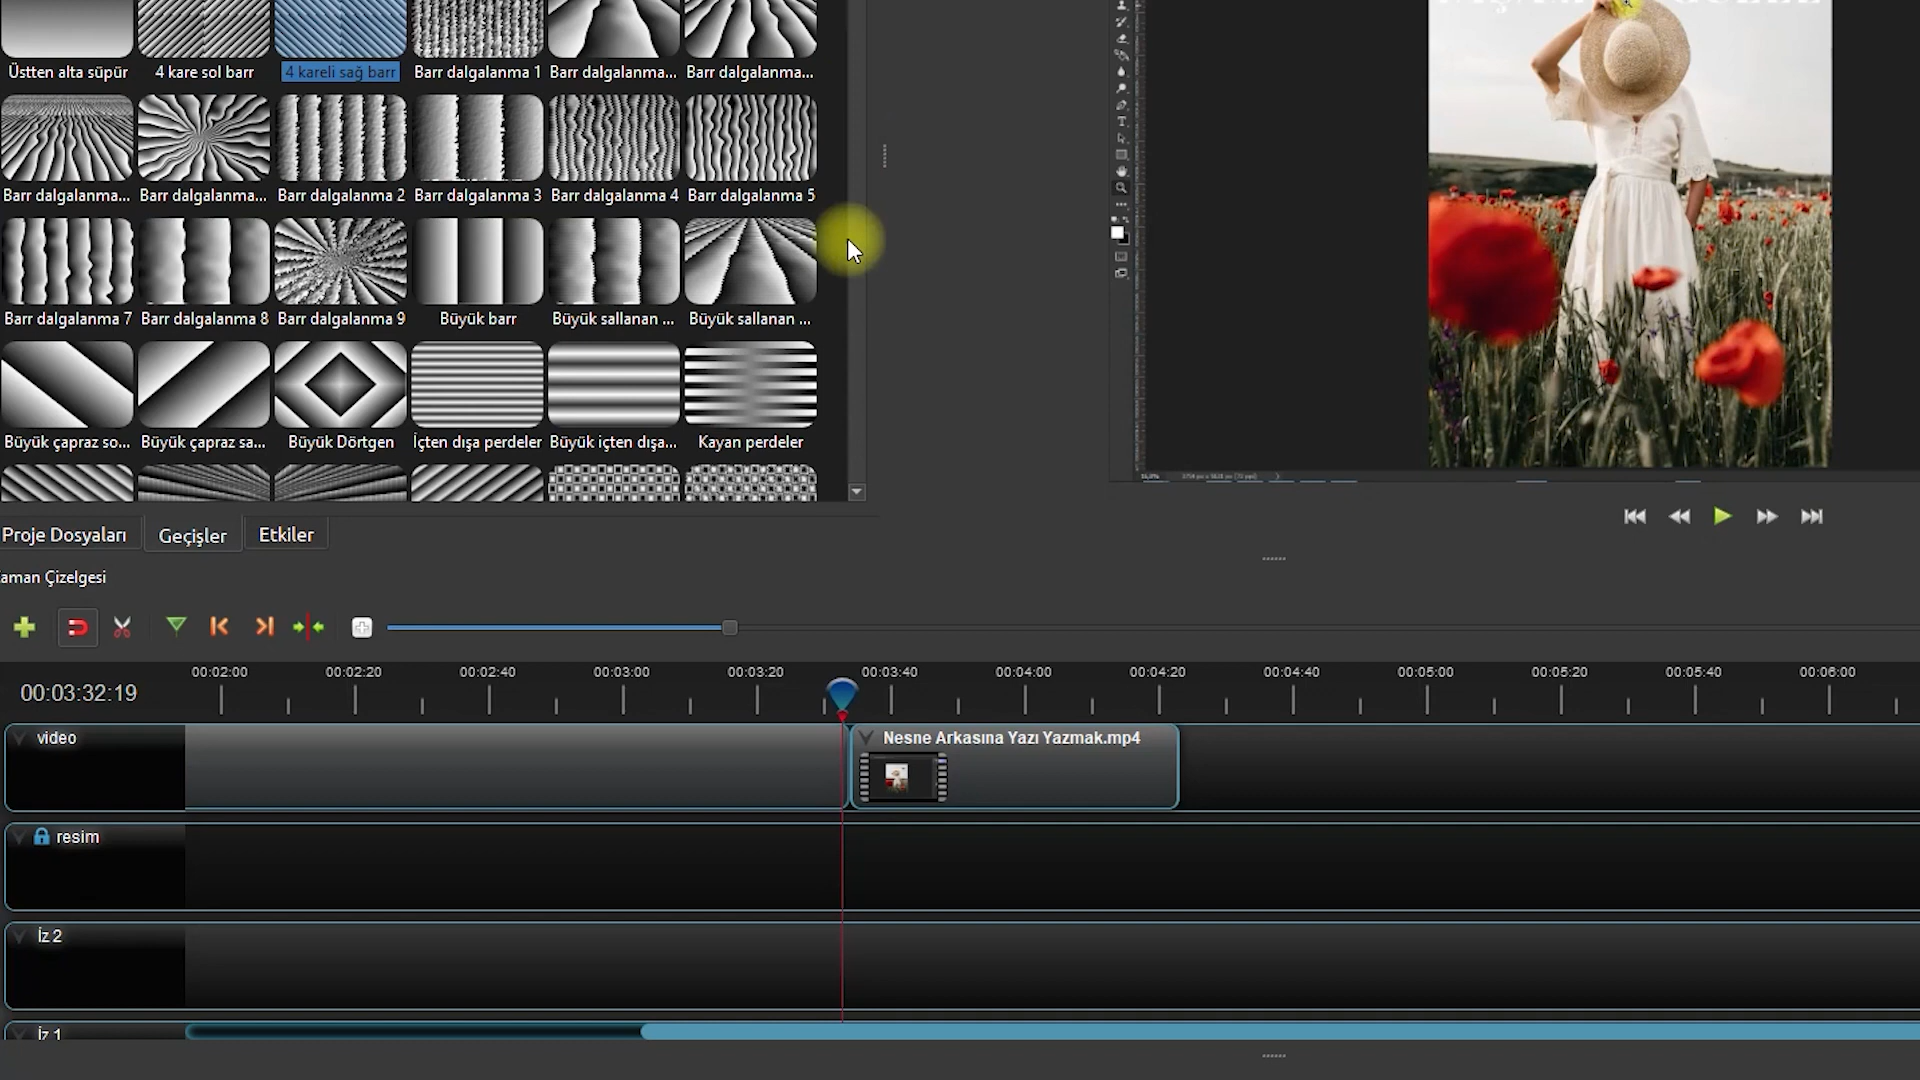 Üstten alta süpür 4 kare sol barr 4 kareli sağ barr Barr dalgalanma 1 Barr dalgalanma... Barr dalgalanma...
Barr dalgalanma... Barr dalgalanma... Barr dalgalanma 2 Barr dalgalanma 3 Barr dalgalanma 4 Barr dalgalanma 5
Barr dalgalanma 7 Barr dalgalanma 8 Barr dalgalanma 9 Büyük barr Büyük sallanan ... Büyük sallanan ...
Büyük çapraz so... Büyük çapraz sa... Büyük Dörtgen İçten dışa perdeler Büyük içten dışa... Kayan perdeler
Proje Dosyaları Geçişler Etkiler
aman Çizelgesi
00:02:00 00:02:20 00:02:40 00:03:00 00:03:20 00:03:40 00:04:00 00:04:20 00:04:40 00:05:00 00:05:20 00:05:40 00:06:00
00:03:32:19
video
Nesne Arkasına Yazı Yazmak.mp4
resim
İz 2
İz 1